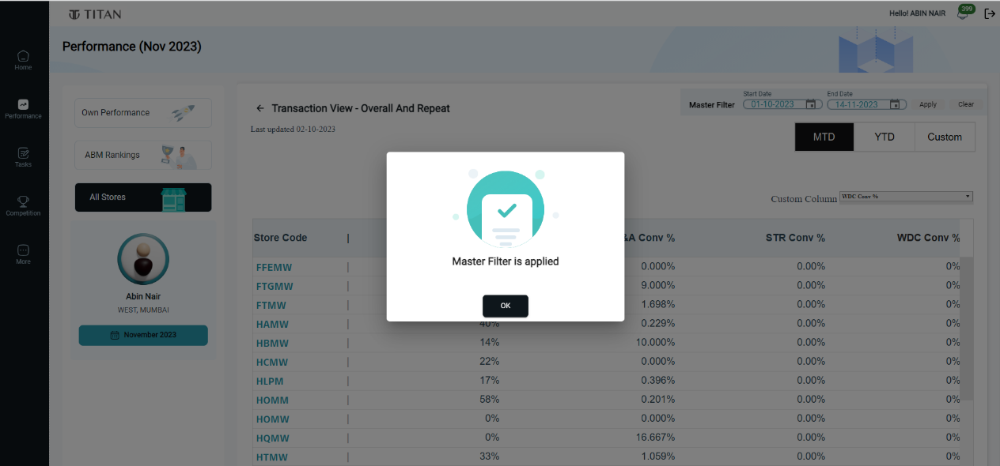 TITAN
Hello! ABIN NAIR
399
Performance (Nov 2023)
Home
Performance
Tasks
Competition
More
Own Performance
ABM Rankings
All Stores
Abin Nair
WEST, MUMBAI
November 2023
Transaction View - Overall And Repeat
Last updated 02-10-2023
Master Filter
Start Date
01-10-2023
End Date
14-11-2023
Apply
Clear
MTD
YTD
Custom
Custom Column
WDC Conv %
Master Filter is applied
OK
Store Code | &A Conv % STR Conv % WDC Conv %
FFEMW | 0.000% 0.00% 0%
FTGMW | 9.000% 0.00% 0%
FTMW | 1.698% 0.00% 0%
HAMW | 40% 0.229% 0.00% 0%
HBMW | 14% 10.000% 0.00% 0%
HCMW | 22% 0.000% 0.00% 0%
HLPM | 17% 0.396% 0.00% 0%
HOMM | 58% 0.201% 0.00% 0%
HOMW | 0% 0.000% 0.00% 0%
HQMW | 0% 16.667% 0.00% 0%
HTMW | 33% 1.059% 0.00% 0%